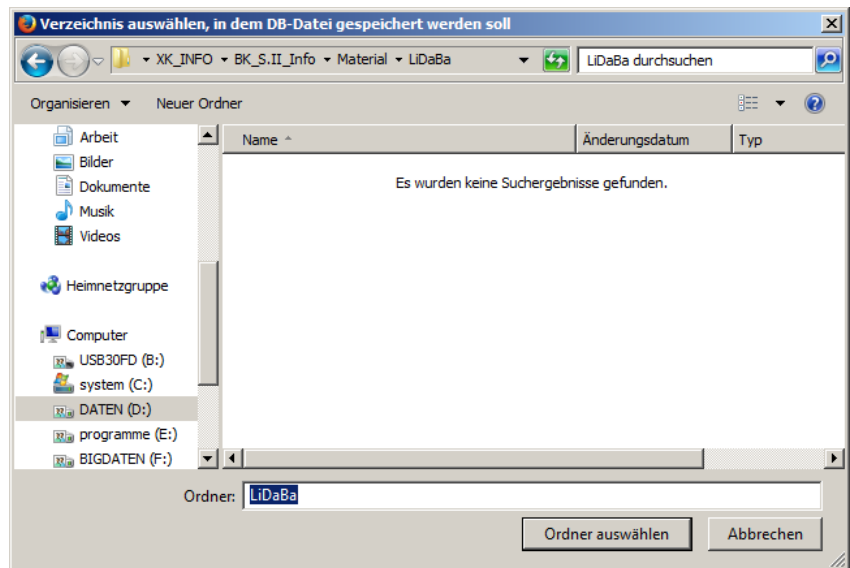 Verzeichnis auswählen, in dem DB-Datei gespeichert werden soll
XK_INFO BK_S.II_Info Material LiDaBa LiDaBa durchsuchen
Organisieren Neuer Ordner
Arbeit
Bilder
Dokumente
Musik
Videos
Heimnetzgruppe
Computer
USB30FD (B:)
system (C:)
DATEN (D:)
programme (E:)
BIGDATEN (F:)
Name Änderungsdatum Typ
Es wurden keine Suchergebnisse gefunden.
Ordner: LiDaBa
Ordner auswählen Abbrechen